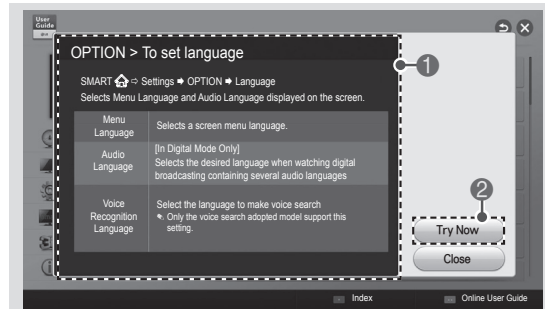 User
Guide
OPTION > To set language
1
SMART ⇨ Settings ➡ OPTION ➡ Language
Selects Menu Language and Audio Language displayed on the screen.
Menu
Language
Selects a screen menu language.
Audio
Language
[In Digital Mode Only]
Selects the desired language when watching digital
broadcasting containing several audio languages
Voice
Recognition
Language
Select the language to make voice search
Only the voice search adopted model support this
setting.
2
Try Now
Close
Index
Online User Guide